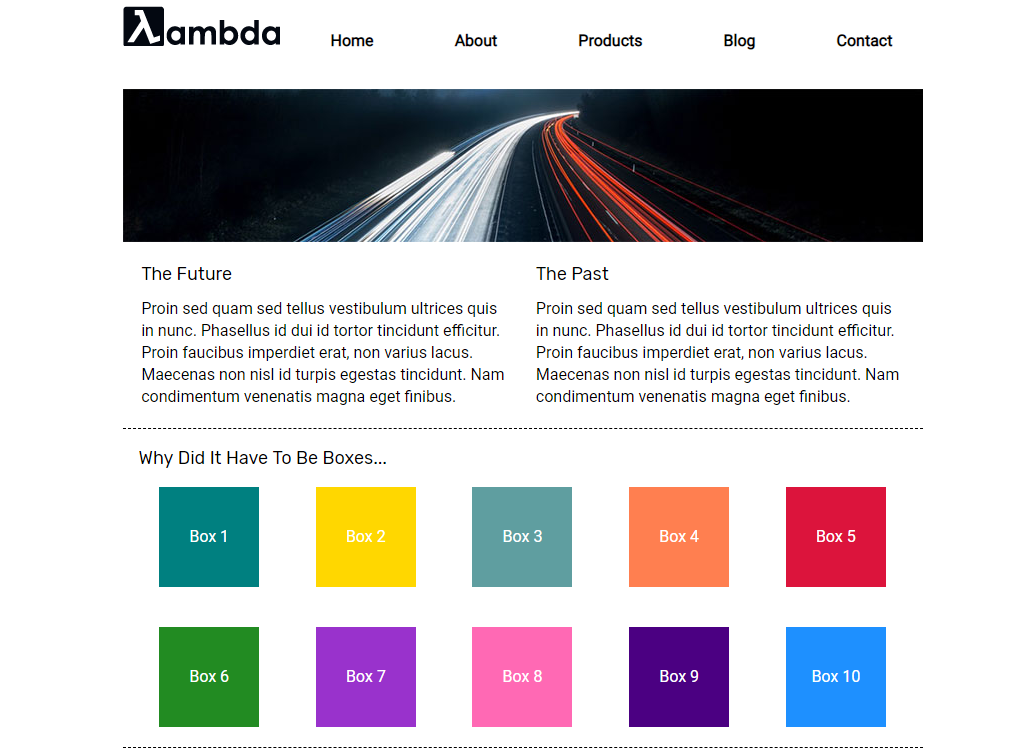 λambda
Home About Products Blog Contact
The Future
Proin sed quam sed tellus vestibulum ultrices quis
in nunc. Phasellus id dui id tortor tincidunt efficitur.
Proin faucibus imperdiet erat, non varius lacus.
Maecenas non nisl id turpis egestas tincidunt. Nam
condimentum venenatis magna eget finibus.
The Past
Proin sed quam sed tellus vestibulum ultrices quis
in nunc. Phasellus id dui id tortor tincidunt efficitur.
Proin faucibus imperdiet erat, non varius lacus.
Maecenas non nisl id turpis egestas tincidunt. Nam
condimentum venenatis magna eget finibus.
Why Did It Have To Be Boxes...
Box 1 Box 2 Box 3 Box 4 Box 5
Box 6 Box 7 Box 8 Box 9 Box 10